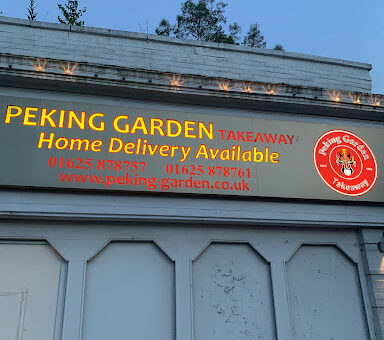 PEKING GARDEN TAKEAWAY
Home Delivery Available
01625 878757 01625 878761
www.peking-garden.co.uk
Peking Garden
Takeaway